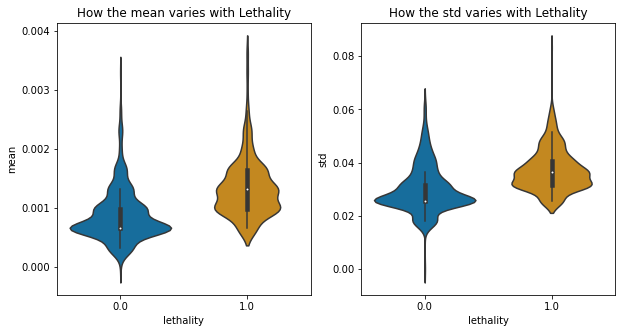 How the mean varies with Lethality
0.004
0.003
0.002
0.001
0.000
mean
0.0
1.0
lethality
How the std varies with Lethality
0.08
0.06
0.04
0.02
0.00
std
0.0
1.0
lethality